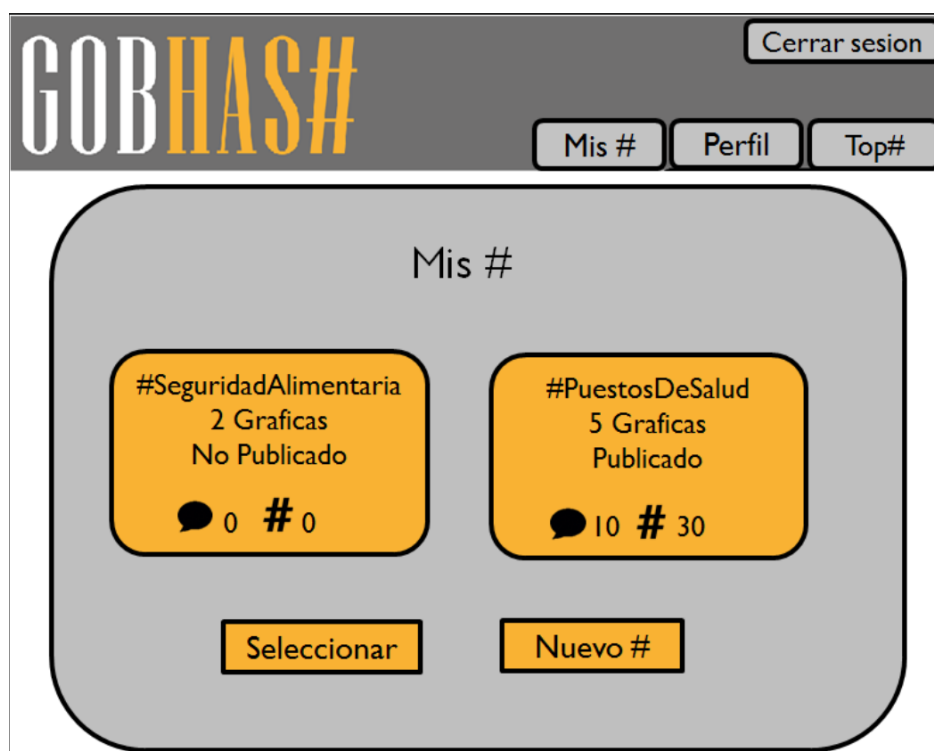 GOBHAS#
Cerrar sesion
Mis #
Perfil
Top#
Mis #
#SeguridadAlimentaria
2 Graficas
No Publicado
0 # 0
#PuestosDeSalud
5 Graficas
Publicado
10 # 30
Seleccionar
Nuevo #